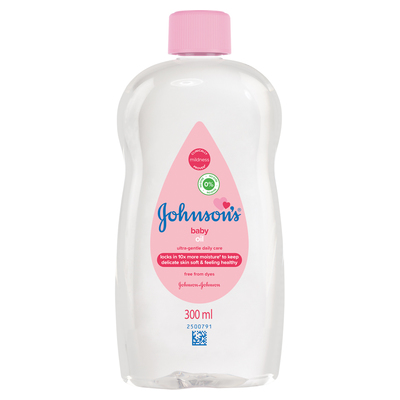 mildness
0%
Johnson's
baby
oil
ultra-gentle daily care
locks in 10x more moisture* to keep
delicate skin soft & feeling healthy
free from dyes
Johnson&Johnson
300 ml
2500791